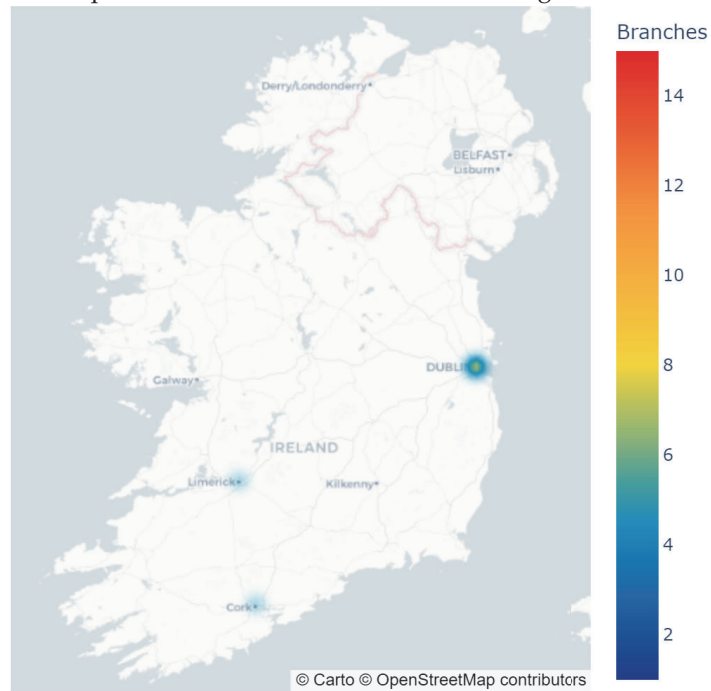 Branches
14
12
10
8
6
4
2
Derry/Londonderry
BELFAST
Lisburn
DUBLI
Galway
IRELAND
Limerick
Kilkenny
Cork
© Carto © OpenStreetMap contributors